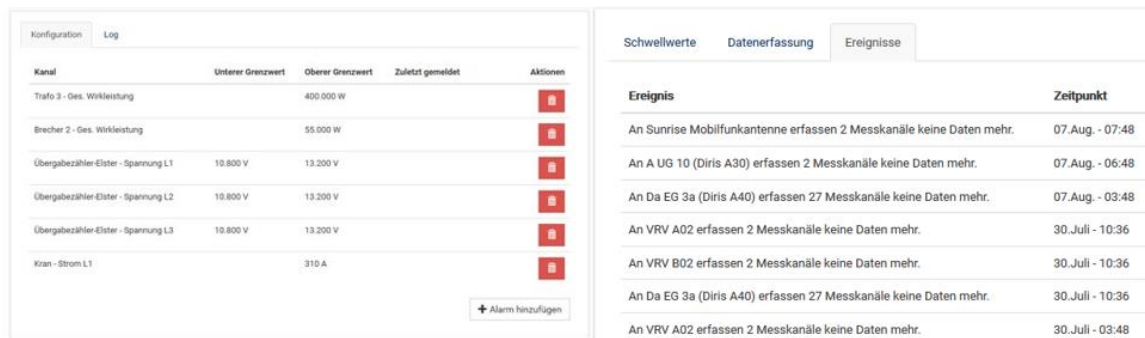 Konfiguration Log
Kanal Unterer Grenzwert Oberer Grenzwert Zuletzt gemeldet Aktionen
Trafo 3 - Ges. Wirkleistung 400.000 W
Brecher 2 - Ges. Wirkleistung 55.000 W
Übergabezähler-Elster - Spannung L1 10.800 V 13.200 V
Übergabezähler-Elster - Spannung L2 10.800 V 13.200 V
Übergabezähler-Elster - Spannung L3 10.800 V 13.200 V
Kran - Strom L1 310 A
+ Alarm hinzufügen
Schwellwerte Datenerfassung Ereignisse
Ereignis Zeitpunkt
An Sunrise Mobilfunkantenne erfassen 2 Messkanäle keine Daten mehr. 07.Aug. - 07:48
An A UG 10 (Diris A30) erfassen 2 Messkanäle keine Daten mehr. 07.Aug. - 06:48
An Da EG 3a (Diris A40) erfassen 27 Messkanäle keine Daten mehr. 07.Aug. - 03:48
An VRV A02 erfassen 2 Messkanäle keine Daten mehr. 30.Juli - 10:36
An VRV B02 erfassen 2 Messkanäle keine Daten mehr. 30.Juli - 10:36
An Da EG 3a (Diris A40) erfassen 27 Messkanäle keine Daten mehr. 30.Juli - 10:36
An VRV A02 erfassen 2 Messkanäle keine Daten mehr. 30.Juli - 03:48